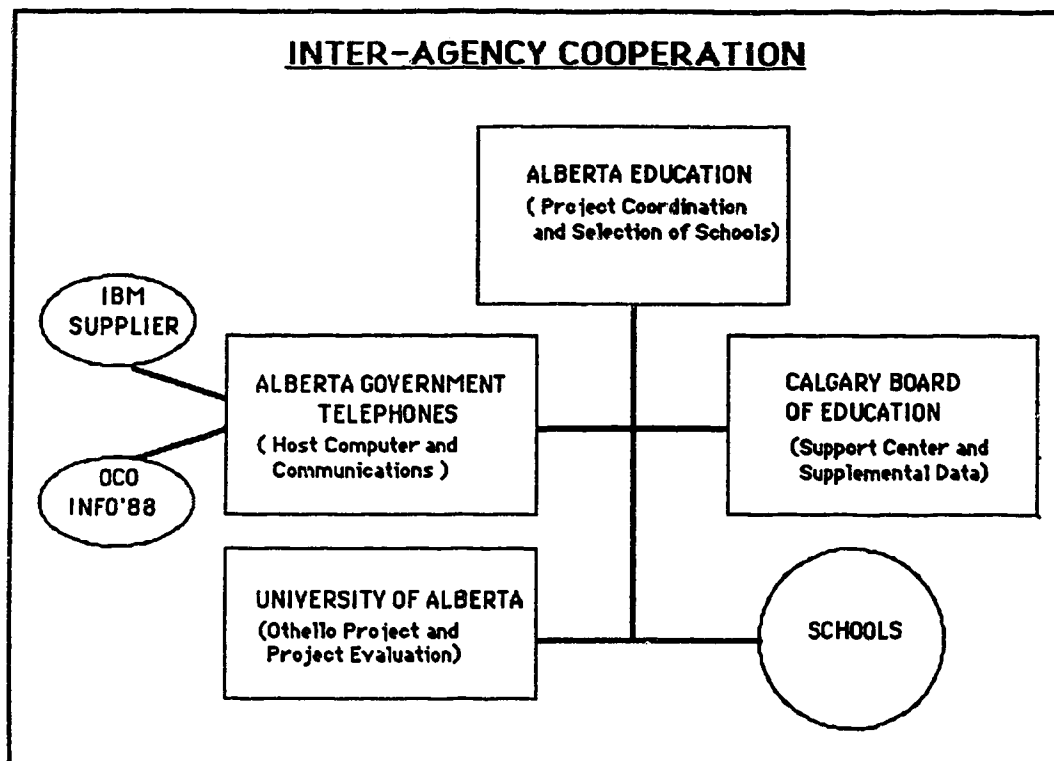 INTER-AGENCY COOPERATION
ALBERTA EDUCATION
( Project Coordination
and Selection of Schools)
IBM
SUPPLIER
ALBERTA GOVERNMENT
TELEPHONES
( Host Computer and
Communications )
CALGARY BOARD
OF EDUCATION
(Support Center and
Supplemental Data)
OCO
INFO'88
UNIVERSITY OF ALBERTA
(Othello Project and
Project Evaluation)
SCHOOLS